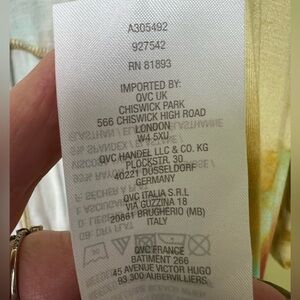 A305492
927542
RN 81893
IMPORTED BY:
QVC UK
CHISWICK PARK
566 CHISWICK HIGH ROAD
LONDON
W4 5XU
QVC HANDEL LLC & CO. KG
PLOCKSTR. 30
40221 DÜSSELDORF
GERMANY
QVC ITALIA S.R.L
VIA GUZZINA 18
20861 BRUGHERIO (MB)
ITALY
QVC FRANCE
BATIMENT 266
45 AVENUE VICTOR HUGO
93 300 AUBERVILLIERS